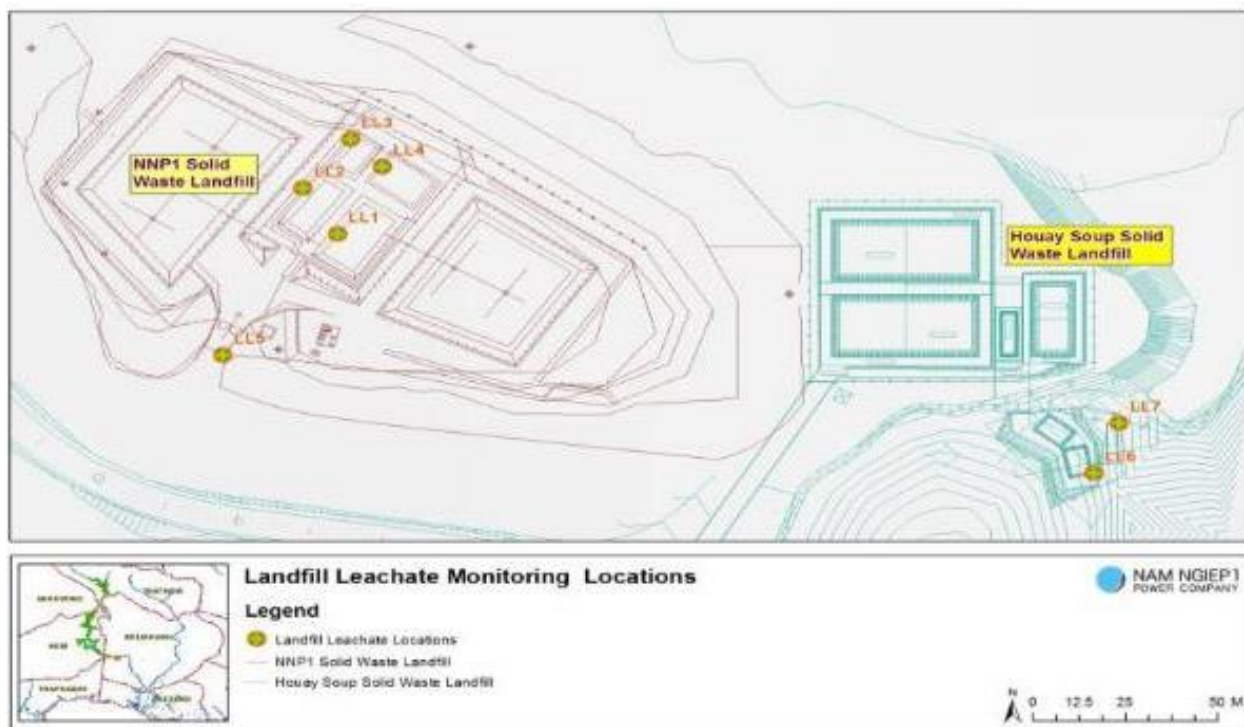 LL3
LL4
NNP1 Solid
Waste Landfill
LL2
LL1
Houay Soup Solid
Waste Landfill
LL5
LL7
LL6
Landfill Leachate Monitoring Locations
NAM NGIEP1
POWER COMPANY
Legend
Landfill Leachate Locations
NNP1 Solid Waste Landfill
Houay Soup Solid Waste Landfill
N
0 12.5 25 50 M